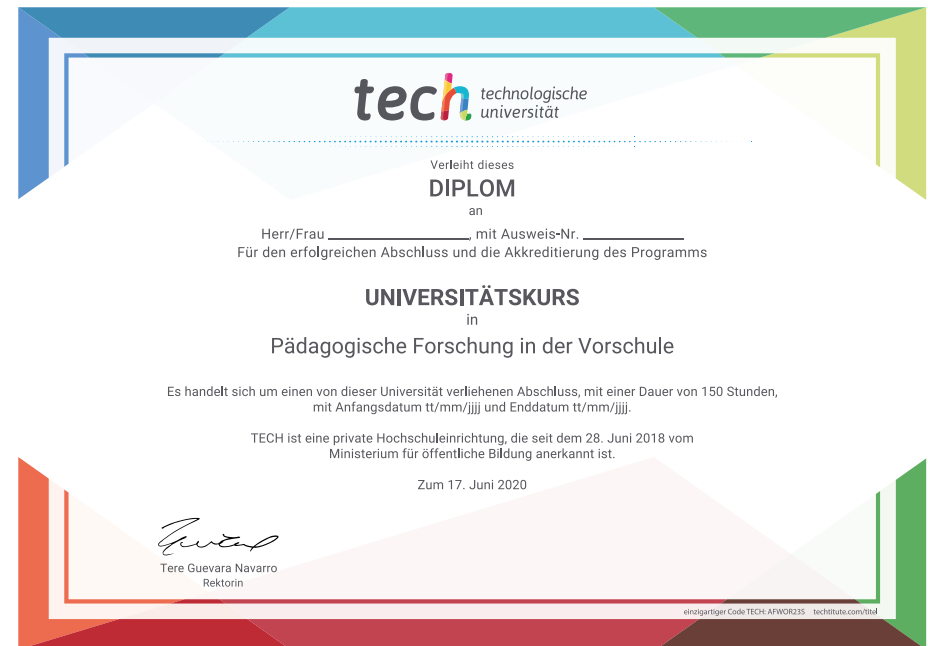 tech technologische
universität
Verleiht dieses
DIPLOM
an
Herr/Frau ____________________, mit Ausweis-Nr. ______________
Für den erfolgreichen Abschluss und die Akkreditierung des Programms
UNIVERSITÄTSKURS
in
Pädagogische Forschung in der Vorschule
Es handelt sich um einen von dieser Universität verliehenen Abschluss, mit einer Dauer von 150 Stunden,
mit Anfangsdatum tt/mm/jjjj und Enddatum tt/mm/jjjj.
TECH ist eine private Hochschuleinrichtung, die seit dem 28. Juni 2018 vom
Ministerium für öffentliche Bildung anerkannt ist.
Zum 17. Juni 2020
Tere Guevara Navarro
Rektorin
einzigartiger Code TECH: AFWOR235 techtitute.com/titel